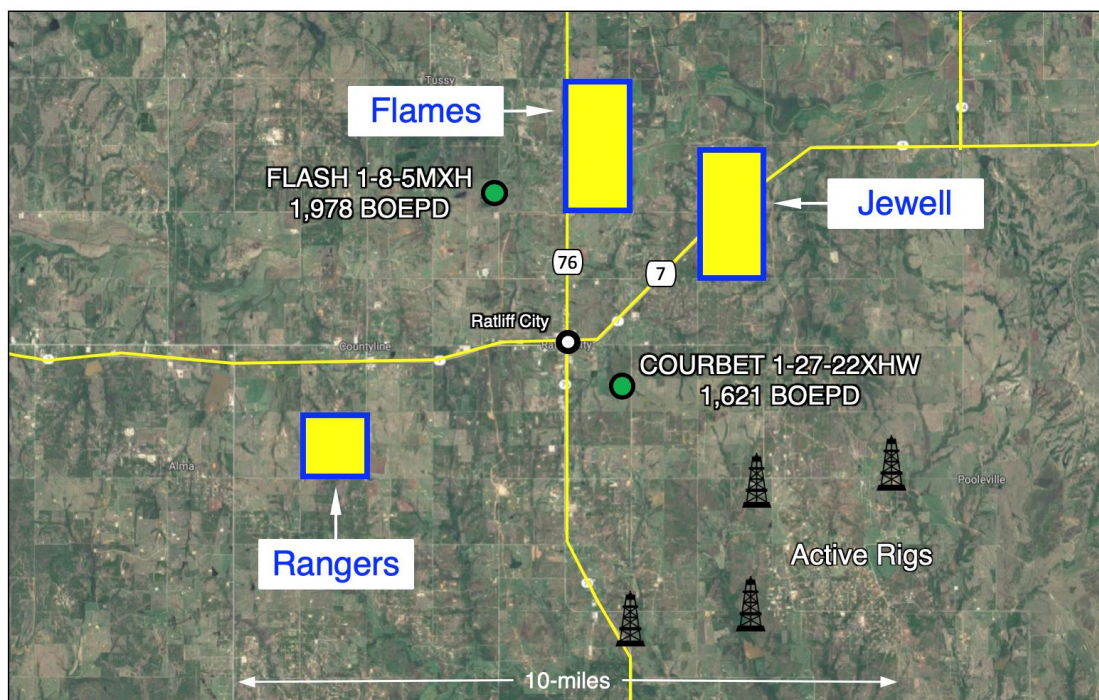 Tussy
Flames
FLASH 1-8-5MXH
1,978 BOEPD
Jewell
76
7
Ratliff City
Countyline
COURBET 1-27-22XHW
1,621 BOEPD
Alma
Pooleville
Rangers
Active Rigs
10-miles